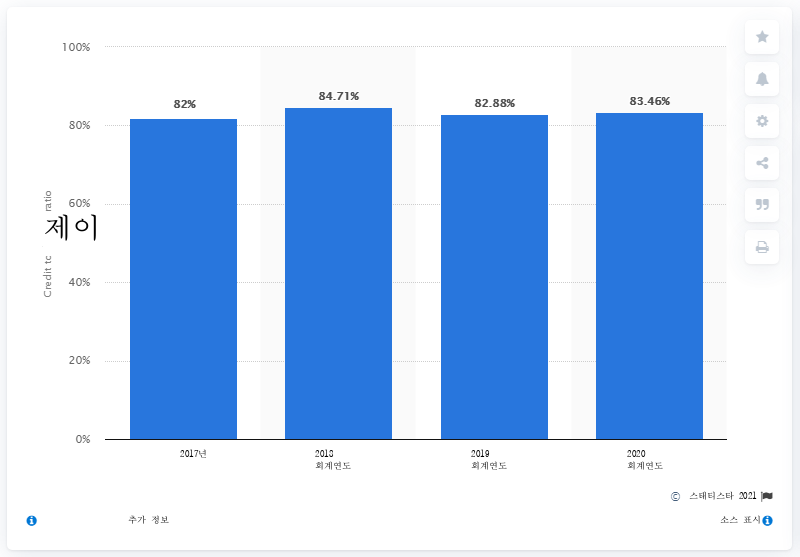 100%
80%
60%
40%
20%
0%
Credit to
제이
ratio
82%
84.71%
82.88%
83.46%
2017년
2018
회계연도
2019
회계연도
2020
회계연도
© 스태티스타 2021
추가 정보
소스 표시